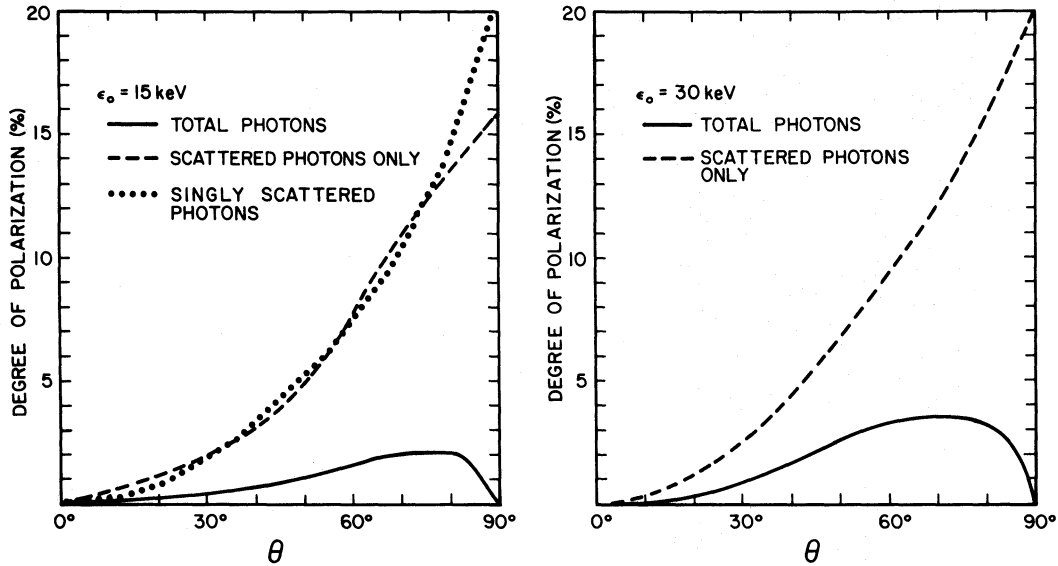 20
15
10
5
DEGREE OF POLARIZATION (%)
ϵo = 15 keV
TOTAL PHOTONS
SCATTERED PHOTONS ONLY
SINGLY SCATTERED
PHOTONS
0° 30° 60° 90°
θ
20
15
10
5
DEGREE OF POLARIZATION (%)
ϵo = 30 keV
TOTAL PHOTONS
SCATTERED PHOTONS
ONLY
0° 30° 60° 90°
θ